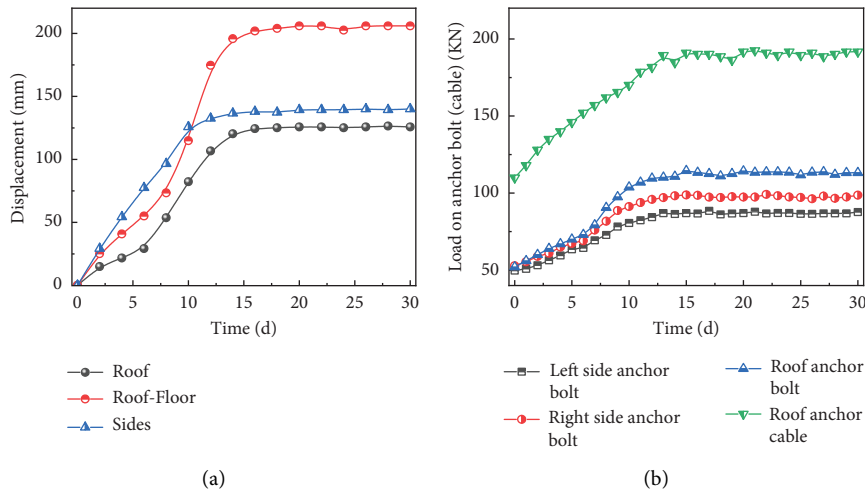 200
150
100
50
0
Displacement (mm)
0 5 10 15 20 25 30
Time (d)
Roof
Roof-Floor
Sides
(a)
200
150
100
50
Load on anchor bolt (cable) (KN)
0 5 10 15 20 25 30
Time (d)
Left side anchor
bolt
Right side anchor
bolt
Roof anchor
bolt
Roof anchor
cable
(b)